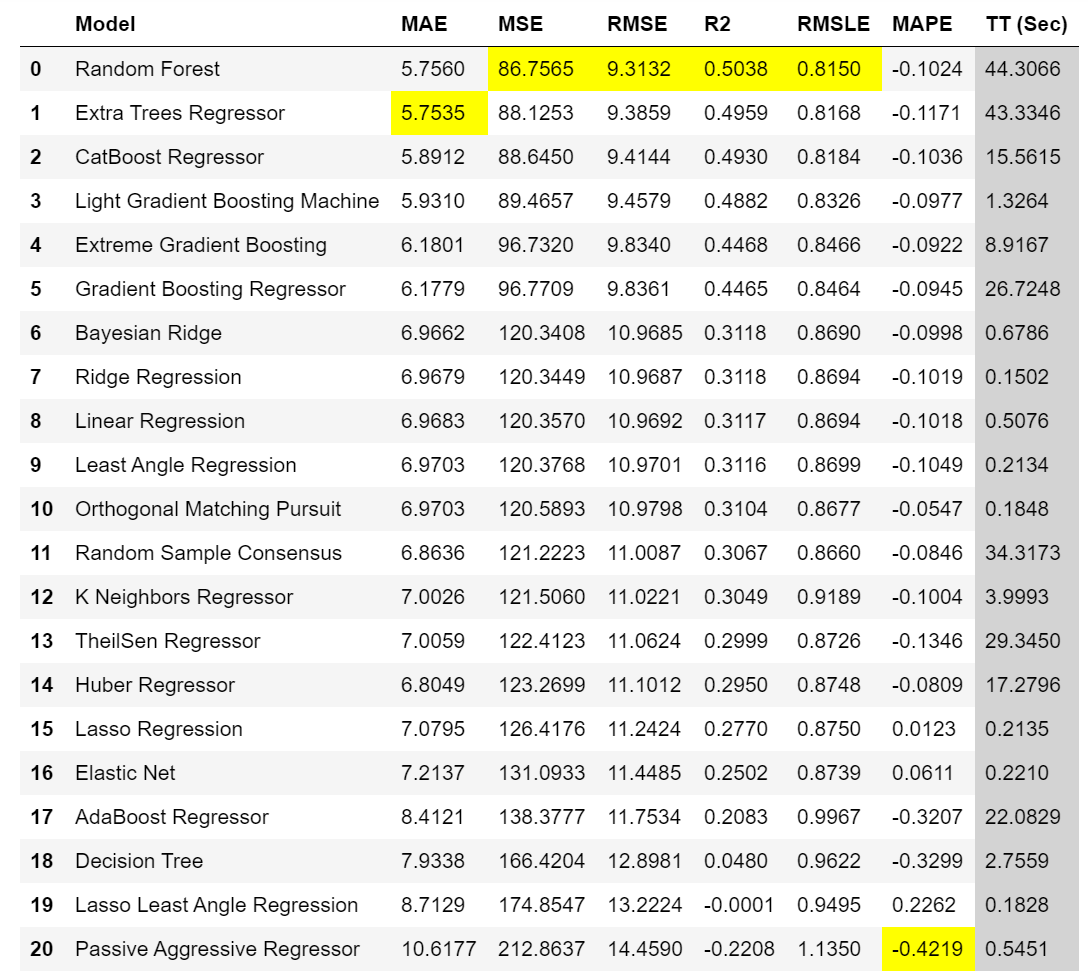 Model MAE MSE RMSE R2 RMSLE MAPE TT (Sec)
0 Random Forest 5.7560 86.7565 9.3132 0.5038 0.8150 -0.1024 44.3066
1 Extra Trees Regressor 5.7535 88.1253 9.3859 0.4959 0.8168 -0.1171 43.3346
2 CatBoost Regressor 5.8912 88.6450 9.4144 0.4930 0.8184 -0.1036 15.5615
3 Light Gradient Boosting Machine 5.9310 89.4657 9.4579 0.4882 0.8326 -0.0977 1.3264
4 Extreme Gradient Boosting 6.1801 96.7320 9.8340 0.4468 0.8466 -0.0922 8.9167
5 Gradient Boosting Regressor 6.1779 96.7709 9.8361 0.4465 0.8464 -0.0945 26.7248
6 Bayesian Ridge 6.9662 120.3408 10.9685 0.3118 0.8690 -0.0998 0.6786
7 Ridge Regression 6.9679 120.3449 10.9687 0.3118 0.8694 -0.1019 0.1502
8 Linear Regression 6.9683 120.3570 10.9692 0.3117 0.8694 -0.1018 0.5076
9 Least Angle Regression 6.9703 120.3768 10.9701 0.3116 0.8699 -0.1049 0.2134
10 Orthogonal Matching Pursuit 6.9703 120.5893 10.9798 0.3104 0.8677 -0.0547 0.1848
11 Random Sample Consensus 6.8636 121.2223 11.0087 0.3067 0.8660 -0.0846 34.3173
12 K Neighbors Regressor 7.0026 121.5060 11.0221 0.3049 0.9189 -0.1004 3.9993
13 TheilSen Regressor 7.0059 122.4123 11.0624 0.2999 0.8726 -0.1346 29.3450
14 Huber Regressor 6.8049 123.2699 11.1012 0.2950 0.8748 -0.0809 17.2796
15 Lasso Regression 7.0795 126.4176 11.2424 0.2770 0.8750 0.0123 0.2135
16 Elastic Net 7.2137 131.0933 11.4485 0.2502 0.8739 0.0611 0.2210
17 AdaBoost Regressor 8.4121 138.3777 11.7534 0.2083 0.9967 -0.3207 22.0829
18 Decision Tree 7.9338 166.4204 12.8981 0.0480 0.9622 -0.3299 2.7559
19 Lasso Least Angle Regression 8.7129 174.8547 13.2224 -0.0001 0.9495 0.2262 0.1828
20 Passive Aggressive Regressor 10.6177 212.8637 14.4590 -0.2208 1.1350 -0.4219 0.5451